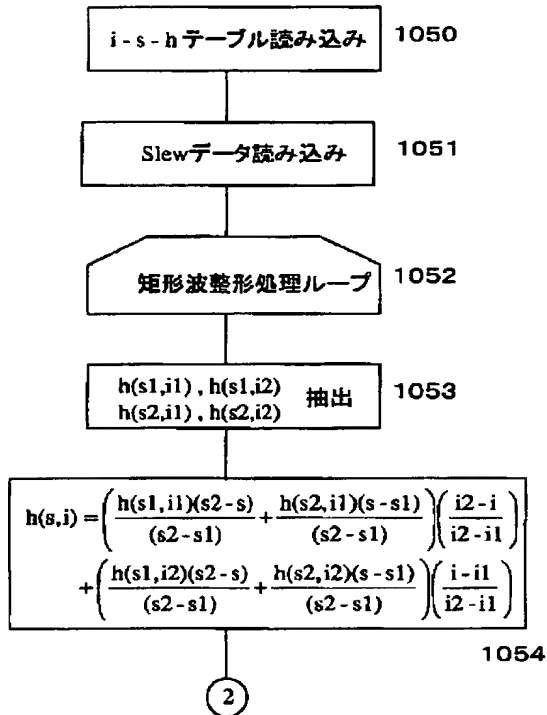 i-s-hテーブル読み込み 1050
Slewデータ読み込み 1051
矩形波整形処理ループ 1052
h(s1,i1), h(s1,i2)
h(s2,i1), h(s2,i2) 抽出 1053
h(s,i) = ( h(s1,i1)(s2-s) / (s2-s1) + h(s2,i1)(s-s1) / (s2-s1) ) ( i2-i / i2-i1 )
+ ( h(s1,i2)(s2-s) / (s2-s1) + h(s2,i2)(s-s1) / (s2-s1) ) ( i-i1 / i2-i1 )
1054
2